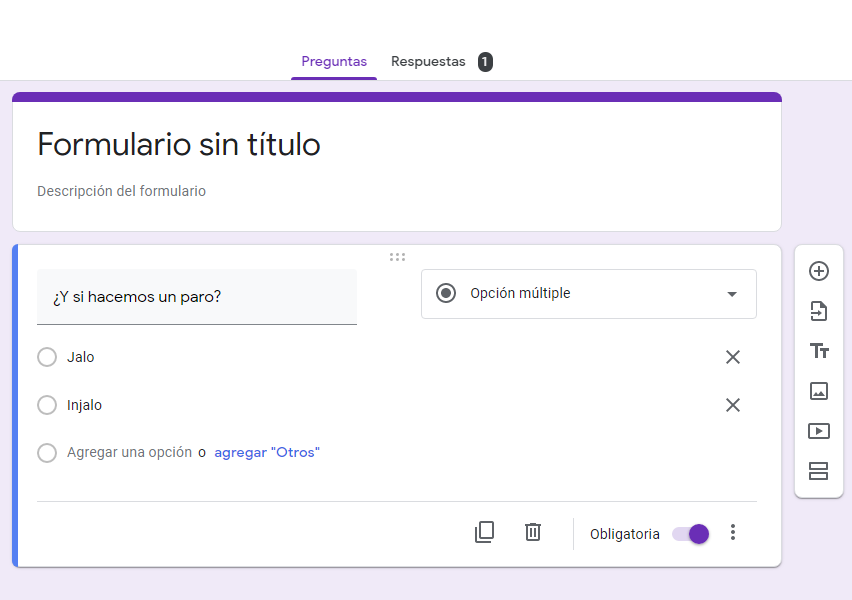 Preguntas Respuestas 1
Formulario sin título
Descripción del formulario
¿Y si hacemos un paro? Opción múltiple
Jalo
Injalo
Agregar una opción o agregar "Otros"
Obligatoria